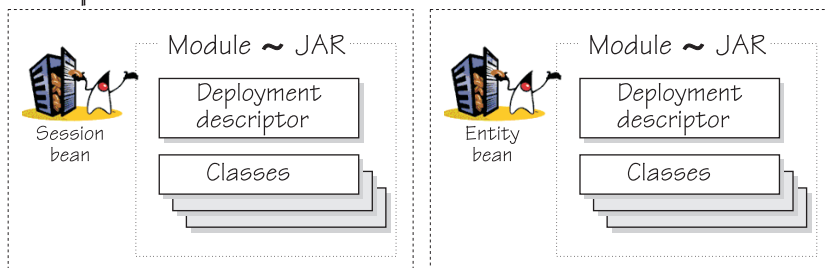 Module ~ JAR
Deployment
descriptor
Session
bean
Classes
Module ~ JAR
Deployment
descriptor
Entity
bean
Classes